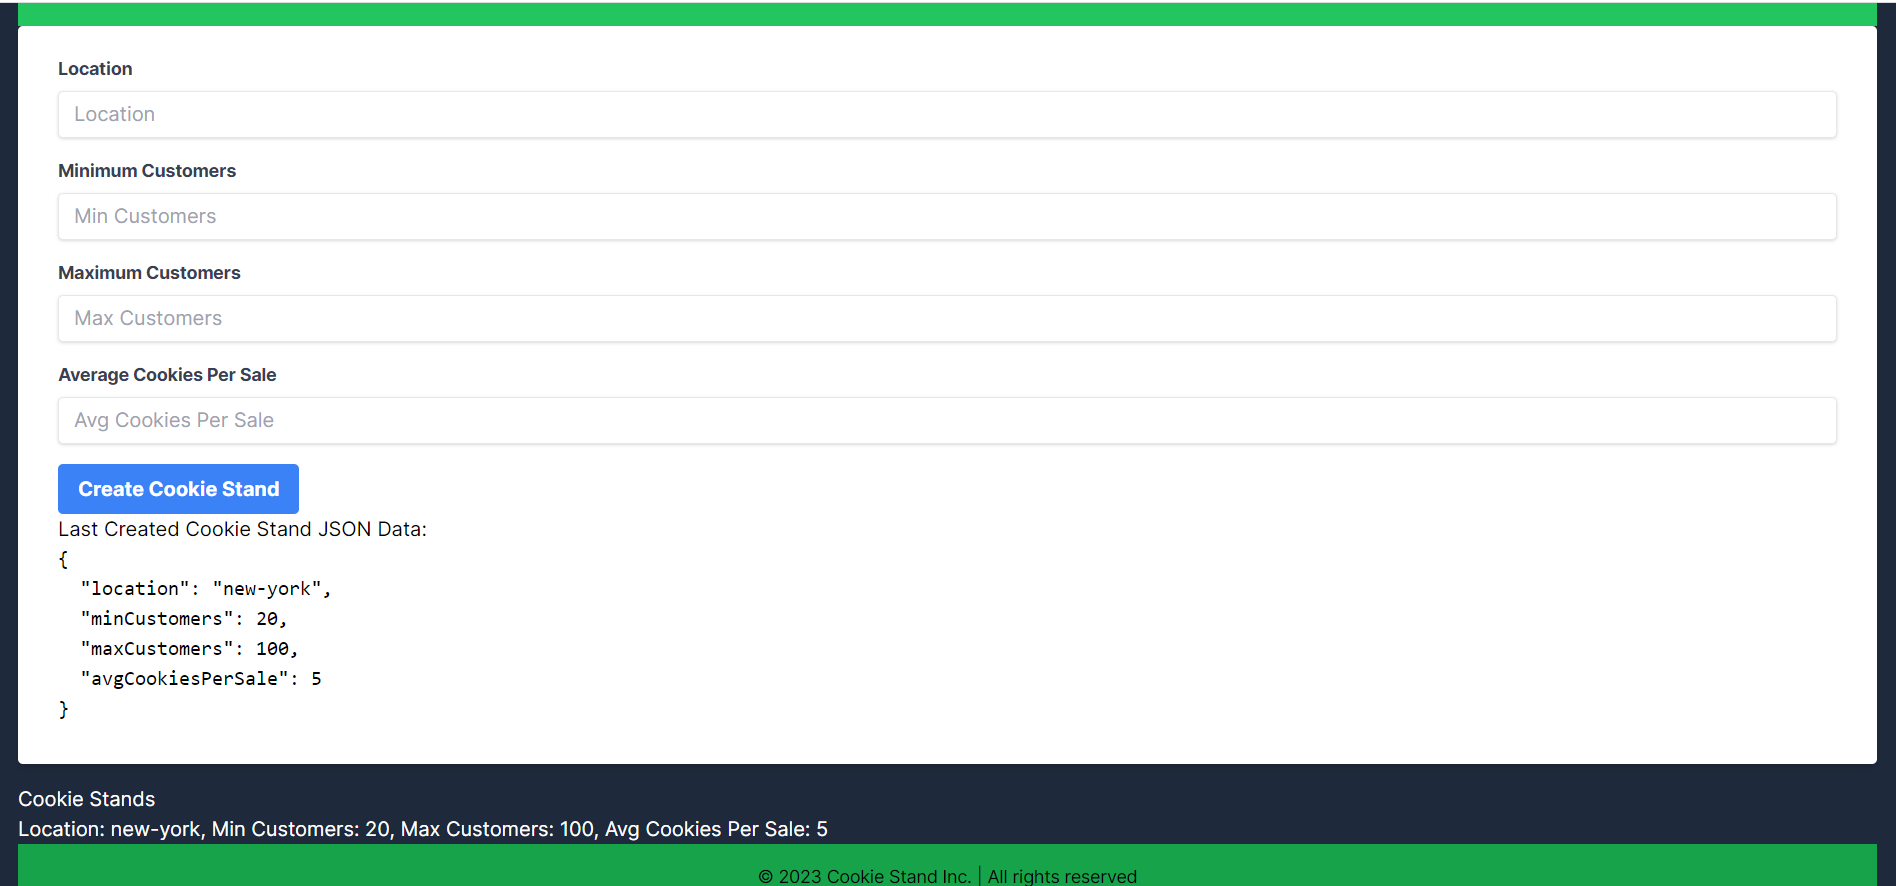 Location
Location
Minimum Customers
Min Customers
Maximum Customers
Max Customers
Average Cookies Per Sale
Avg Cookies Per Sale
Create Cookie Stand
Last Created Cookie Stand JSON Data:
{
  "location": "new-york",
  "minCustomers": 20,
  "maxCustomers": 100,
  "avgCookiesPerSale": 5
}
Cookie Stands
Location: new-york, Min Customers: 20, Max Customers: 100, Avg Cookies Per Sale: 5
© 2023 Cookie Stand Inc. | All rights reserved